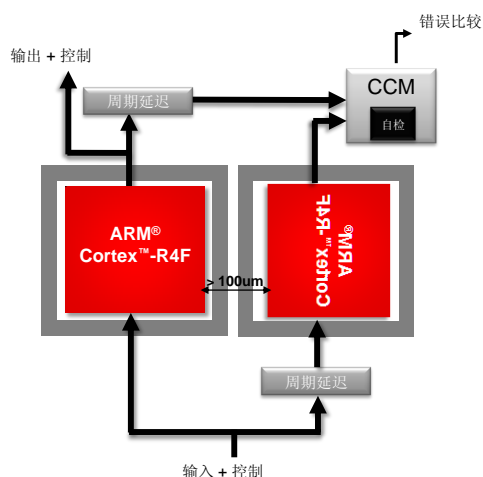 错误比较
输出 + 控制
周期延迟
CCM
自检
ARM®
Cortex™-R4F
ARM®
Cortex™-R4F
> 100um
周期延迟
输入 + 控制